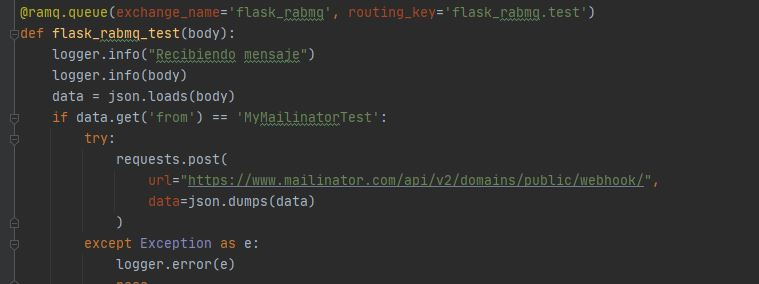 @ramq.queue(exchange_name='flask_rabmq', routing_key='flask_rabmq.test')
def flask_rabmq_test(body):
    logger.info("Recibiendo mensaje")
    logger.info(body)
    data = json.loads(body)
    if data.get('from') == 'MyMailinatorTest':
        try:
            requests.post(
                url="https://www.mailinator.com/api/v2/domains/public/webhook/",
                data=json.dumps(data)
            )
        except Exception as e:
            logger.error(e)